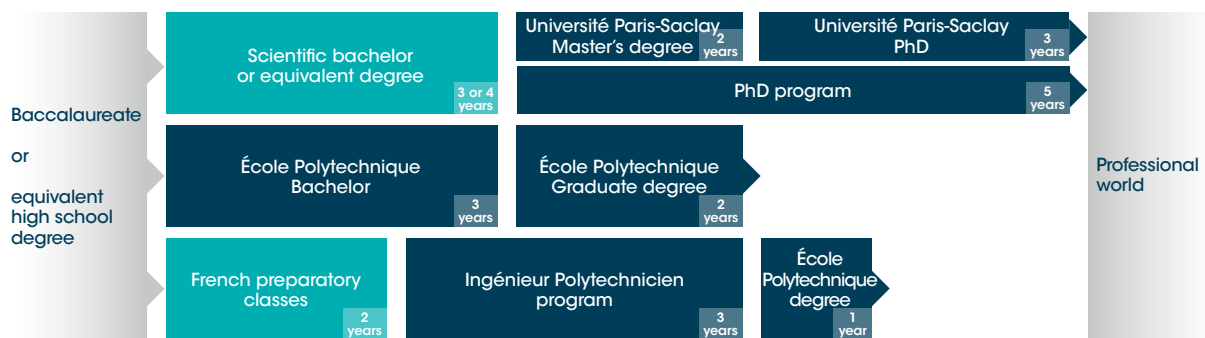 Baccalaureate
or
equivalent
high school
degree
Scientific bachelor
or equivalent degree
3 or 4
years
Université Paris-Saclay
Master's degree
2
years
Université Paris-Saclay
PhD
3
years
PhD program
5
years
École Polytechnique
Bachelor
3
years
École Polytechnique
Graduate degree
2
years
French preparatory
classes
2
years
Ingénieur Polytechnicien
program
3
years
École
Polytechnique
degree
1
year
Professional
world